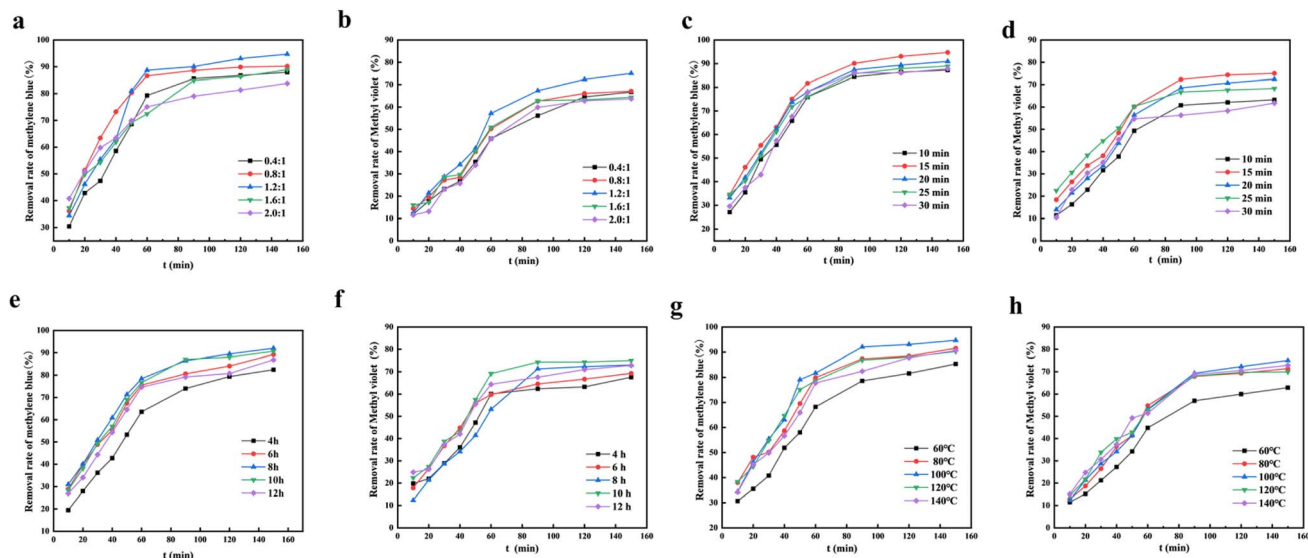 a
Removal rate of methylene blue(%)
100
90
80
70
60
50
40
30
0.4:1
0.8:1
1.2:1
1.6:1
2.0:1
0 20 40 60 80 100 120 140 160
t (min)
b
Removal rate of Methyl violet (%)
90
80
70
60
50
40
30
20
10
0
0.4:1
0.8:1
1.2:1
1.6:1
2.0:1
0 20 40 60 80 100 120 140 160
t (min)
c
Removal rate of methylene blue(%)
100
90
80
70
60
50
40
30
20
10 min
15 min
20 min
25 min
30 min
0 20 40 60 80 100 120 140 160
t (min)
d
Removal rate of Methyl violet (%)
90
80
70
60
50
40
30
20
10
0
10 min
15 min
20 min
25 min
30 min
0 20 40 60 80 100 120 140 160
t (min)
e
Removal rate of methylene blue(%)
100
90
80
70
60
50
40
30
20
10
4h
6h
8h
10h
12h
0 20 40 60 80 100 120 140 160
t (min)
f
Removal rate of Methyl violet (%)
90
80
70
60
50
40
30
20
10
0
4 h
6 h
8 h
10 h
12 h
0 20 40 60 80 100 120 140 160
t (min)
g
Removal rate of methylene blue(%)
100
90
80
70
60
50
40
30
20
60°C
80°C
100°C
120°C
140°C
0 20 40 60 80 100 120 140 160
t (min)
h
Removal rate of Methyl violet (%)
90
80
70
60
50
40
30
20
10
0
60°C
80°C
100°C
120°C
140°C
0 20 40 60 80 100 120 140 160
t (min)